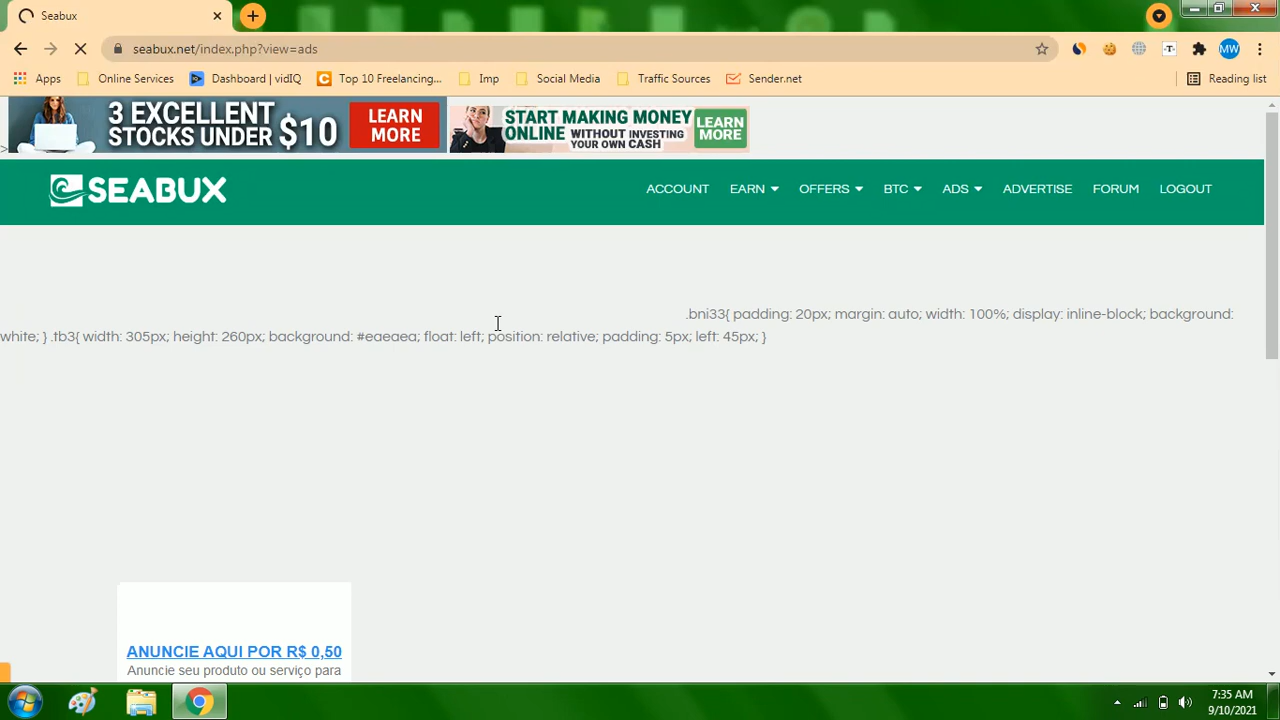 Seabux
seabux.net/index.php?view=ads
MW
Apps
Online Services
Dashboard | vidIQ
Top 10 Freelancing...
Imp
Social Media
Traffic Sources
Sender.net
Reading list
3 EXCELLENT
STOCKS UNDER $10
LEARN
MORE
START MAKING MONEY
ONLINE WITHOUT INVESTING
YOUR OWN CASH
LEARN
MORE
>
SEABUX
ACCOUNT
EARN
OFFERS
BTC
ADS
ADVERTISE
FORUM
LOGOUT
.bni33{ padding: 20px; margin: auto; width: 100%; display: inline-block; background:
white; } .tb3{ width: 305px; height: 260px; background: #eaeaea; float: left; position: relative; padding: 5px; left: 45px; }
ANUNCIE AQUI POR R$ 0,50
Anuncie seu produto ou serviço para
7:35 AM
9/10/2021